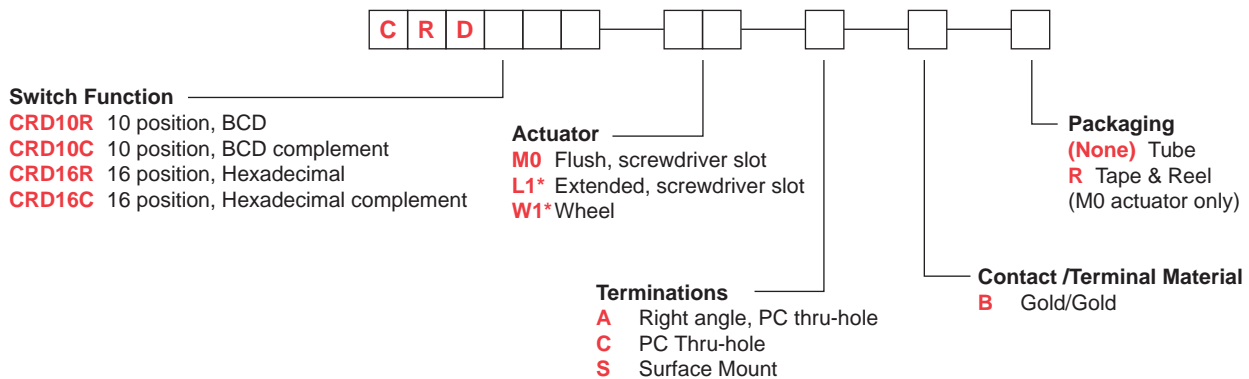 C R D
Switch Function
CRD10R 10 position, BCD
CRD10C 10 position, BCD complement
CRD16R 16 position, Hexadecimal
CRD16C 16 position, Hexadecimal complement
Actuator
M0 Flush, screwdriver slot
L1* Extended, screwdriver slot
W1* Wheel
Terminations
A Right angle, PC thru-hole
C PC Thru-hole
S Surface Mount
Contact /Terminal Material
B Gold/Gold
Packaging
(None) Tube
R Tape & Reel
(M0 actuator only)